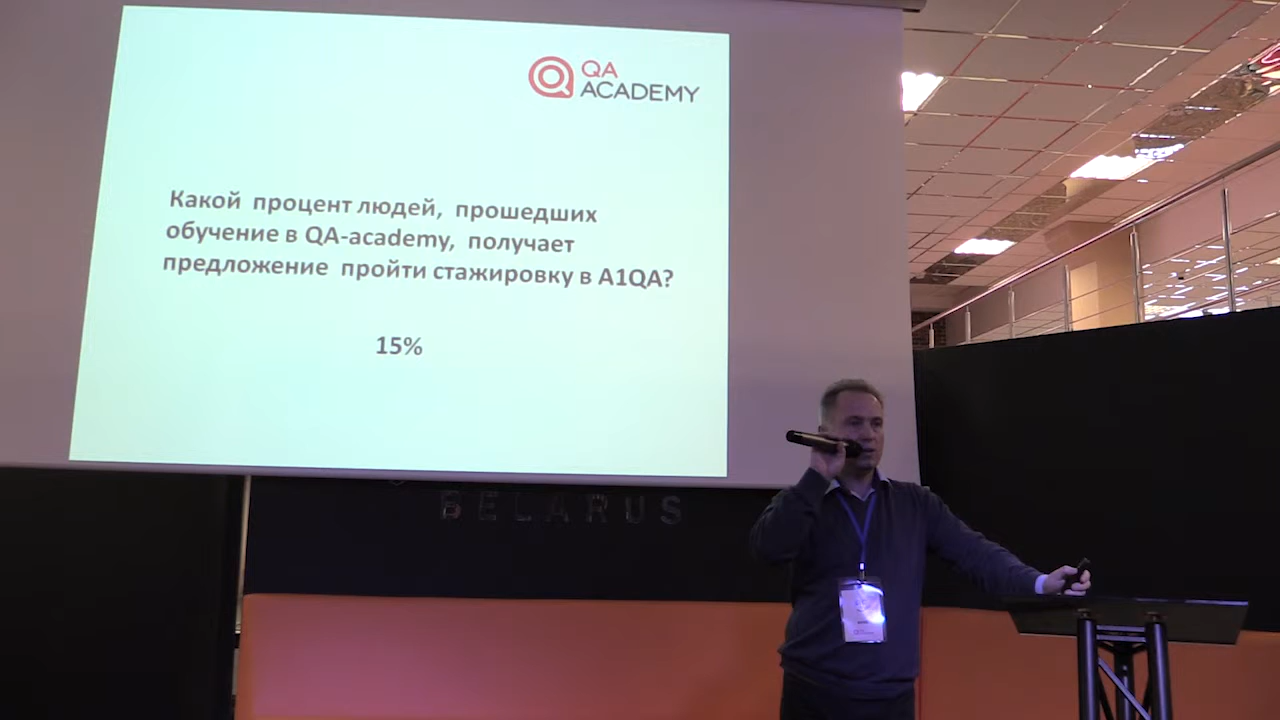 QA
ACADEMY
Какой процент людей, прошедших
обучение в QA-academy, получает
предложение пройти стажировку в A1QA?
15%
BELARUS